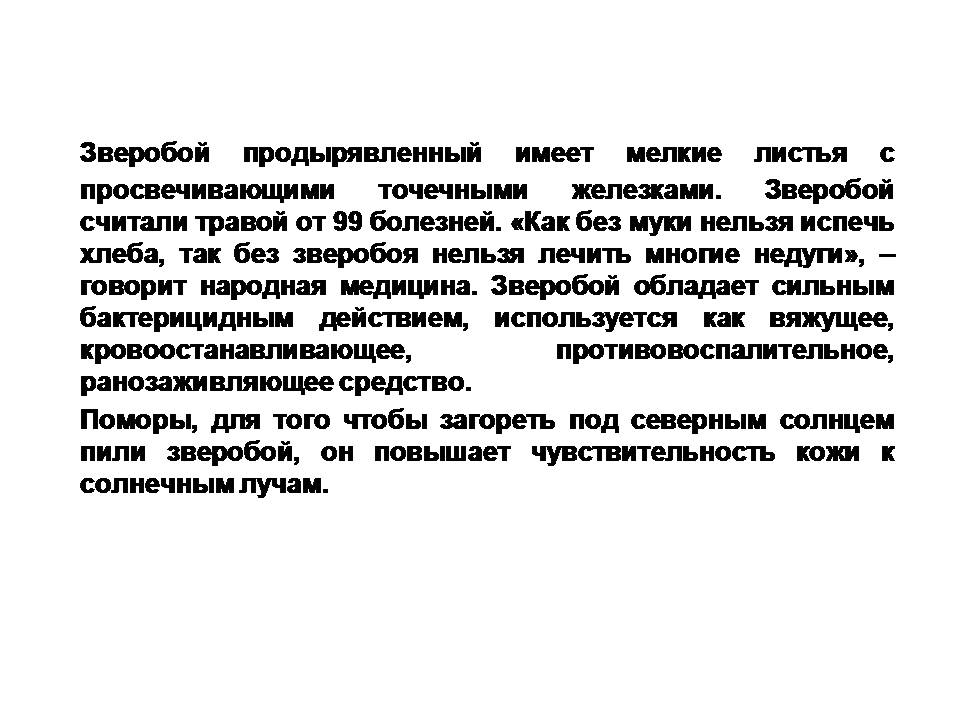 Зверобой продырявленный имеет мелкие листья с
просвечивающими точечными железками. Зверобой
считали травой от 99 болезней. «Как без муки нельзя испечь
хлеба, так без зверобоя нельзя лечить многие недуги», –
говорит народная медицина. Зверобой обладает сильным
бактерицидным действием, используется как вяжущее,
кровоостанавливающее, противовоспалительное,
ранозаживляющее средство.
Поморы, для того чтобы загореть под северным солнцем
пили зверобой, он повышает чувствительность кожи к
солнечным лучам.